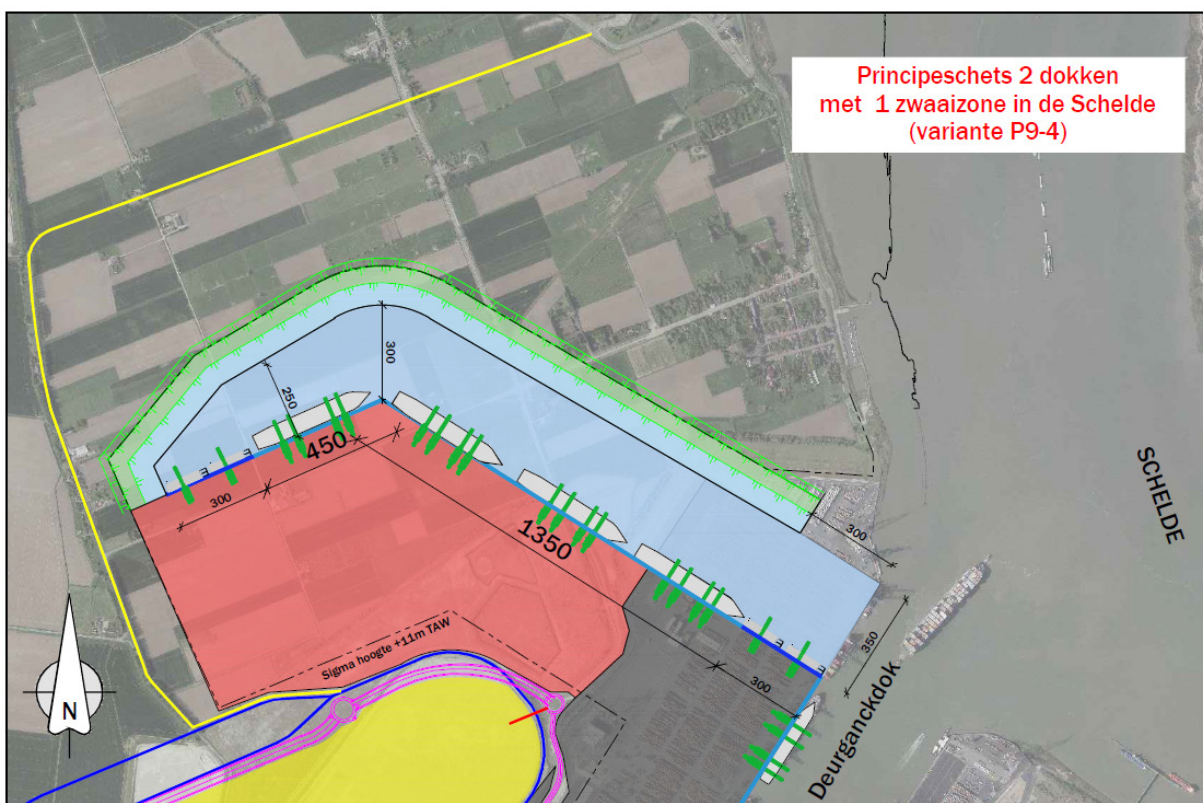 Principeschets 2 dokken
met 1 zwaaizone in de Schelde
(variante P9-4)
300
250
450
300
1350
300
SCHELDE
350
Sigma hoogte +11m TAW
300
Deurganckdok
N